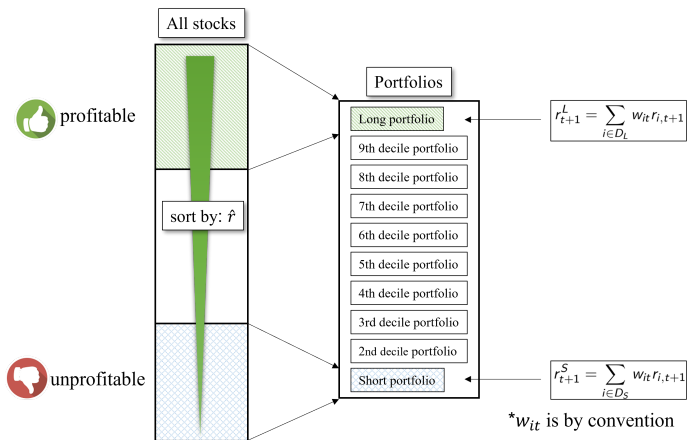 All stocks
Portfolios
profitable
Long portfolio
r^L_{t+1} = ∑_{i∈D_L} w_{it} r_{i,t+1}
9th decile portfolio
8th decile portfolio
7th decile portfolio
sort by: r̂
6th decile portfolio
5th decile portfolio
4th decile portfolio
3rd decile portfolio
2nd decile portfolio
unprofitable
Short portfolio
r^S_{t+1} = ∑_{i∈D_S} w_{it} r_{i,t+1}
*w_{it} is by convention